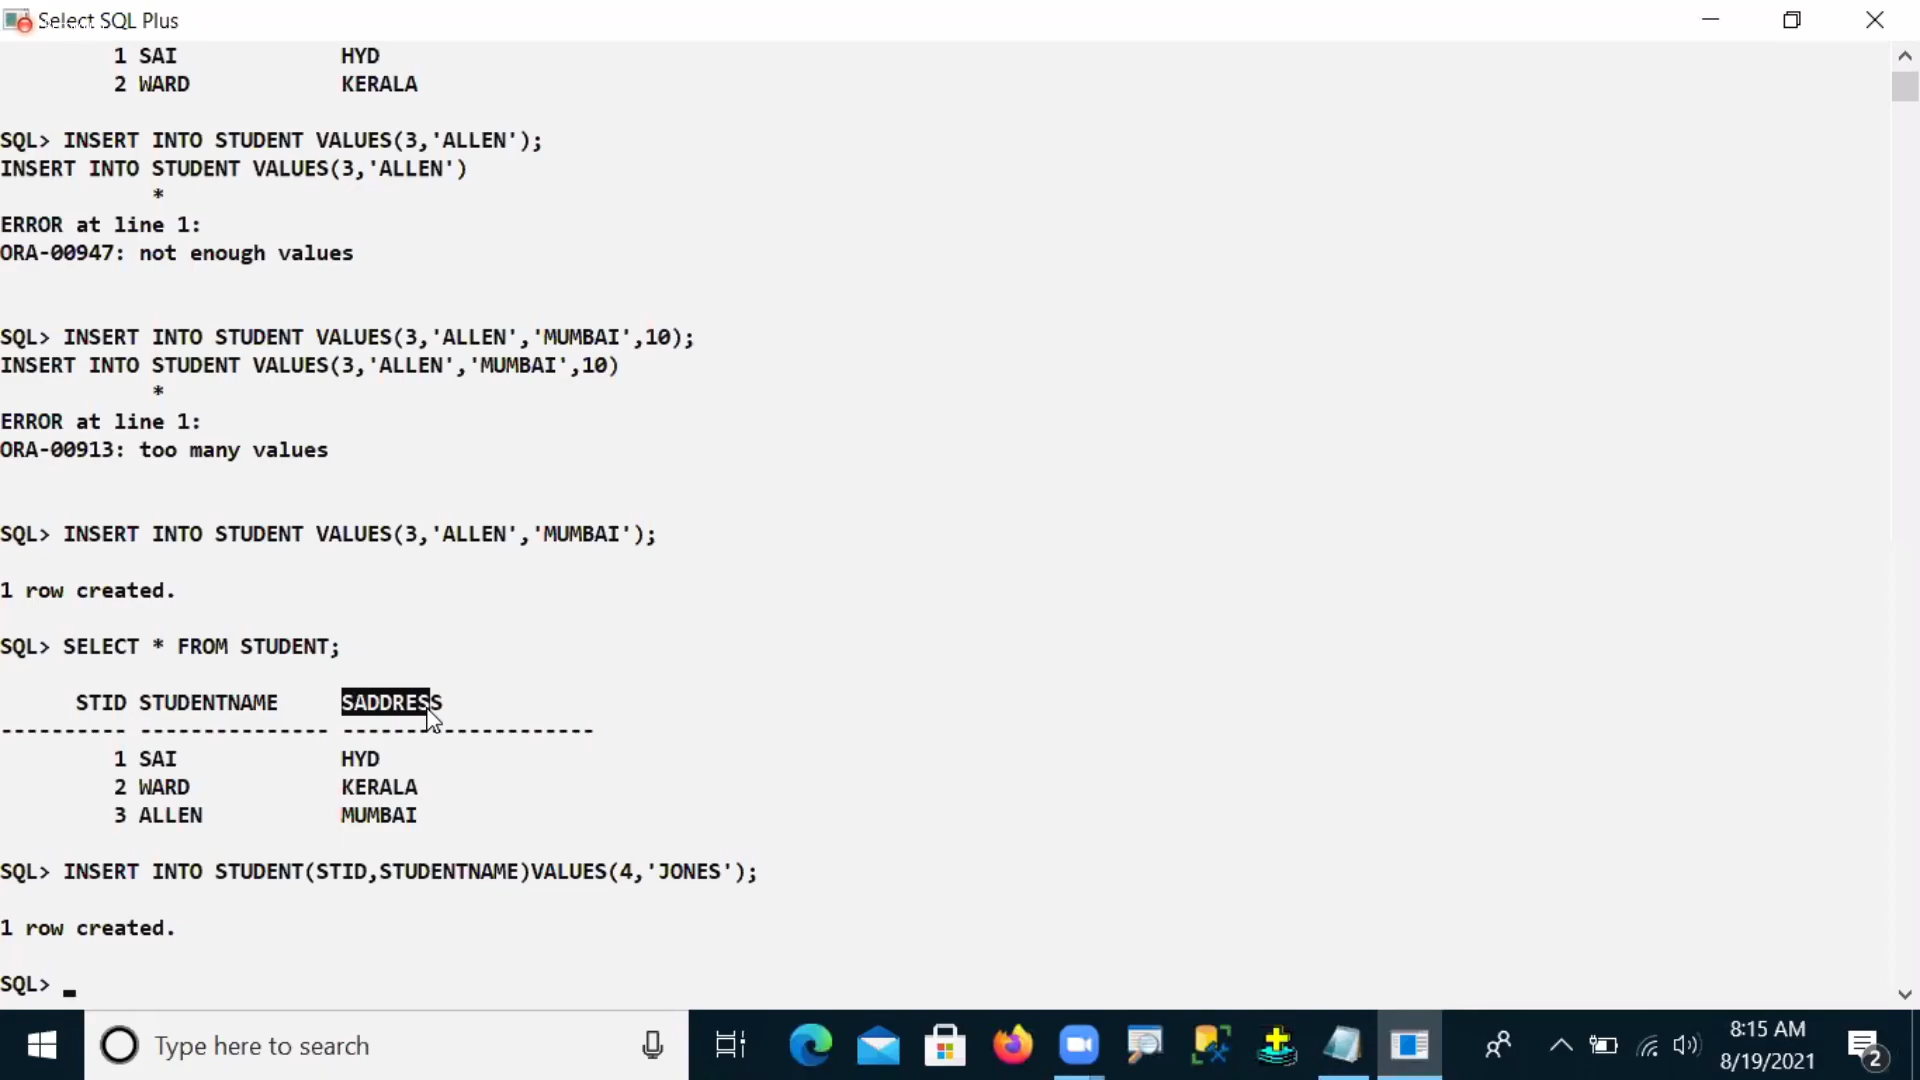 Select SQL Plus
1 SAI HYD
2 WARD KERALA
SQL> INSERT INTO STUDENT VALUES(3,'ALLEN');
INSERT INTO STUDENT VALUES(3,'ALLEN')
*
ERROR at line 1:
ORA-00947: not enough values
SQL> INSERT INTO STUDENT VALUES(3,'ALLEN','MUMBAI',10);
INSERT INTO STUDENT VALUES(3,'ALLEN','MUMBAI',10)
*
ERROR at line 1:
ORA-00913: too many values
SQL> INSERT INTO STUDENT VALUES(3,'ALLEN','MUMBAI');
1 row created.
SQL> SELECT * FROM STUDENT;
STID STUDENTNAME SADDRESS
---------- --------------- --------------------
1 SAI HYD
2 WARD KERALA
3 ALLEN MUMBAI
SQL> INSERT INTO STUDENT(STID,STUDENTNAME)VALUES(4,'JONES');
1 row created.
SQL> _
Type here to search
8:15 AM
8/19/2021
2